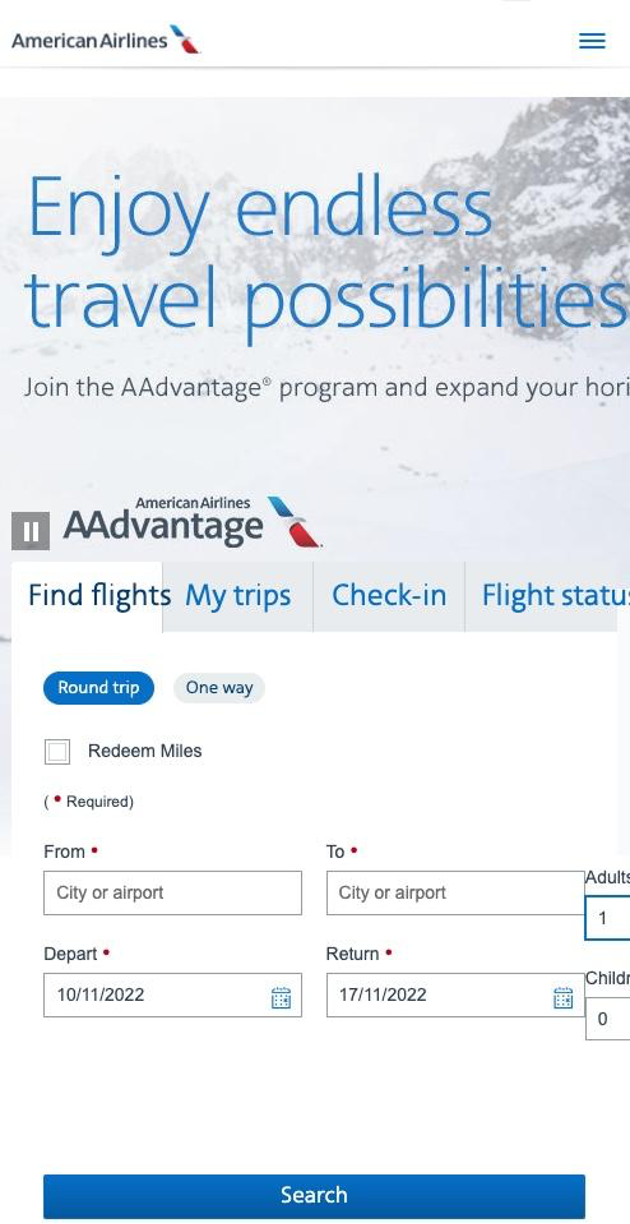 American Airlines
Enjoy endless
travel possibilities
Join the AAdvantage® program and expand your hori
American Airlines
AAdvantage
Find flights My trips Check-in Flight status
Round trip One way
Redeem Miles
( • Required)
From • To •
Adults
City or airport City or airport
1
Depart • Return •
Childr
10/11/2022 17/11/2022
0
Search